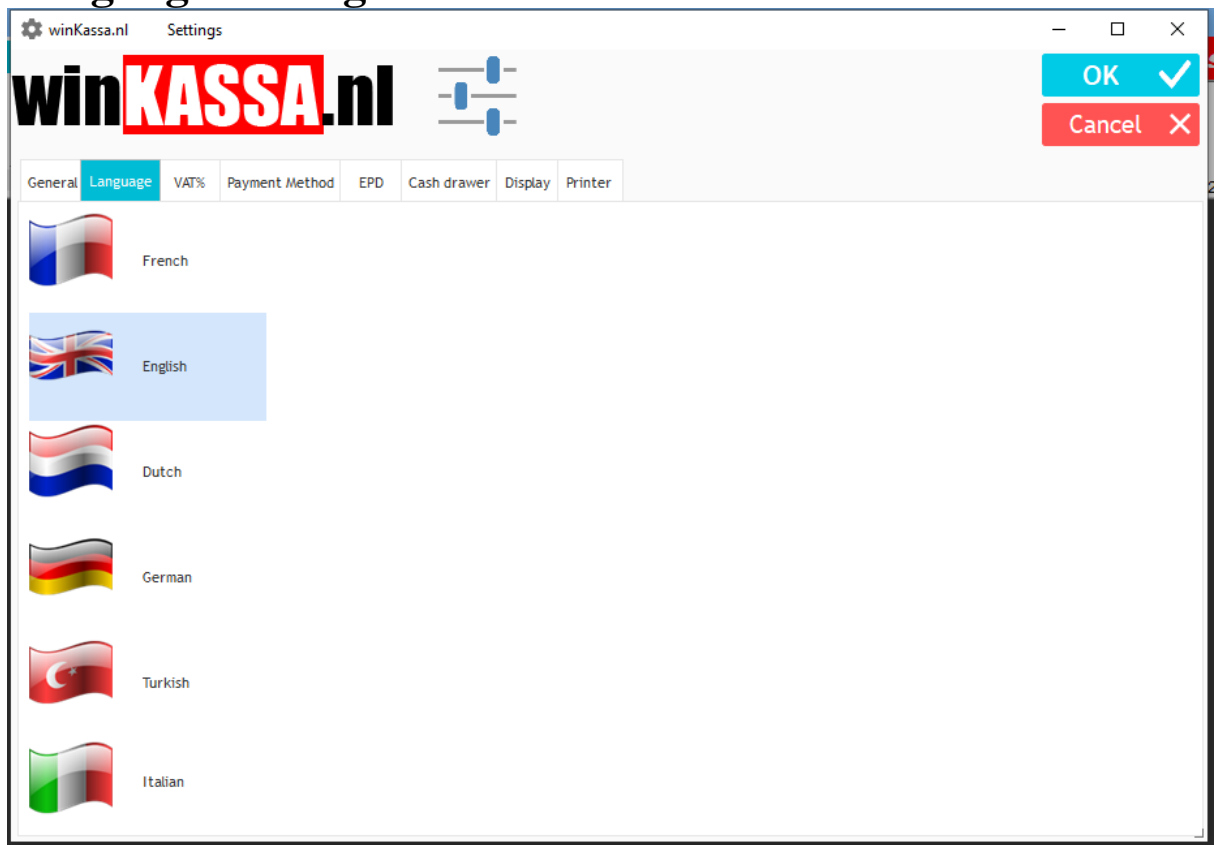 winKassa.nl Settings
winKASSA.nl
OK
Cancel
General Language VAT% Payment Method EPD Cash drawer Display Printer
French
English
Dutch
German
Turkish
Italian